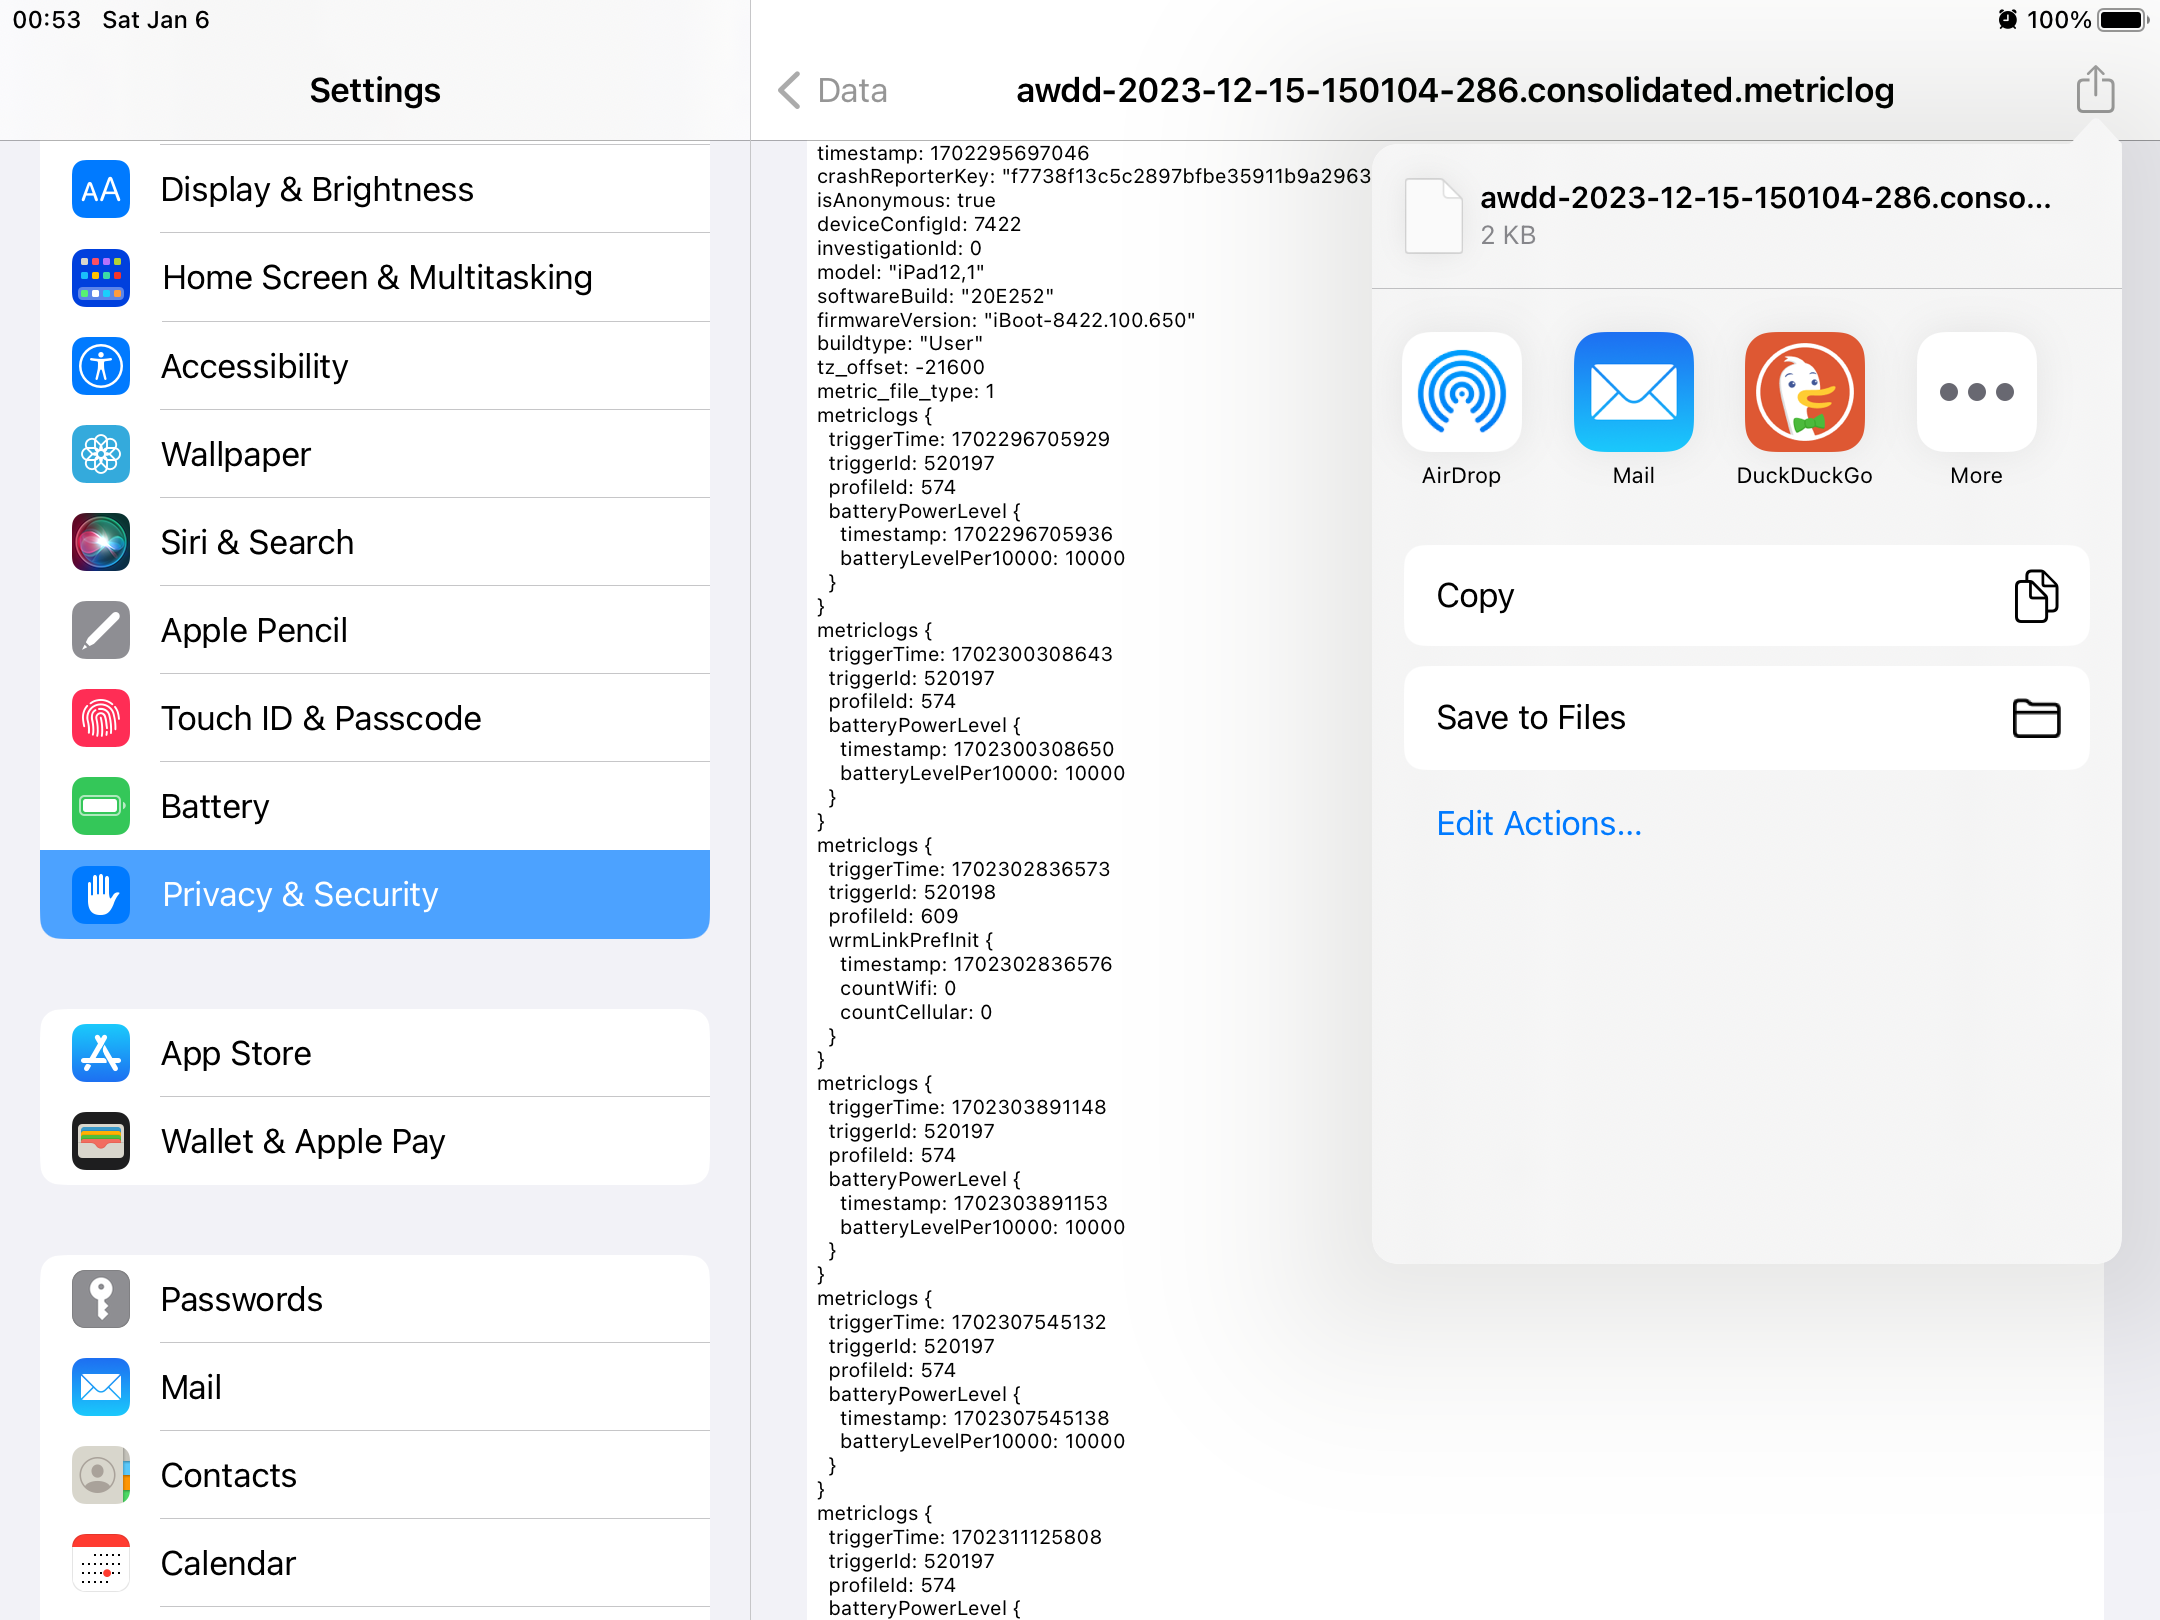 00:53 Sat Jan 6
100%
Settings
Display & Brightness
Home Screen & Multitasking
Accessibility
Wallpaper
Siri & Search
Apple Pencil
Touch ID & Passcode
Battery
Privacy & Security
App Store
Wallet & Apple Pay
Passwords
Mail
Contacts
Calendar
Data
awdd-2023-12-15-150104-286.consolidated.metriclog
timestamp: 1702295697046
crashReporterKey: "f7738f13c5c2897bfbe35911b9a2963
isAnonymous: true
deviceConfigId: 7422
investigationId: 0
model: "iPad12,1"
softwareBuild: "20E252"
firmwareVersion: "iBoot-8422.100.650"
buildtype: "User"
tz_offset: -21600
metric_file_type: 1
metriclogs {
triggerTime: 1702296705929
triggerId: 520197
profileId: 574
batteryPowerLevel {
timestamp: 1702296705936
batteryLevelPer10000: 10000
}
}
metriclogs {
triggerTime: 1702300308643
triggerId: 520197
profileId: 574
batteryPowerLevel {
timestamp: 1702300308650
batteryLevelPer10000: 10000
}
}
metriclogs {
triggerTime: 1702302836573
triggerId: 520198
profileId: 609
wrmLinkPrefInit {
timestamp: 1702302836576
countWifi: 0
countCellular: 0
}
}
metriclogs {
triggerTime: 1702303891148
triggerId: 520197
profileId: 574
batteryPowerLevel {
timestamp: 1702303891153
batteryLevelPer10000: 10000
}
}
metriclogs {
triggerTime: 1702307545132
triggerId: 520197
profileId: 574
batteryPowerLevel {
timestamp: 1702307545138
batteryLevelPer10000: 10000
}
}
metriclogs {
triggerTime: 1702311125808
triggerId: 520197
profileId: 574
batteryPowerLevel {
awdd-2023-12-15-150104-286.conso...
2 KB
AirDrop
Mail
DuckDuckGo
More
Copy
Save to Files
Edit Actions...